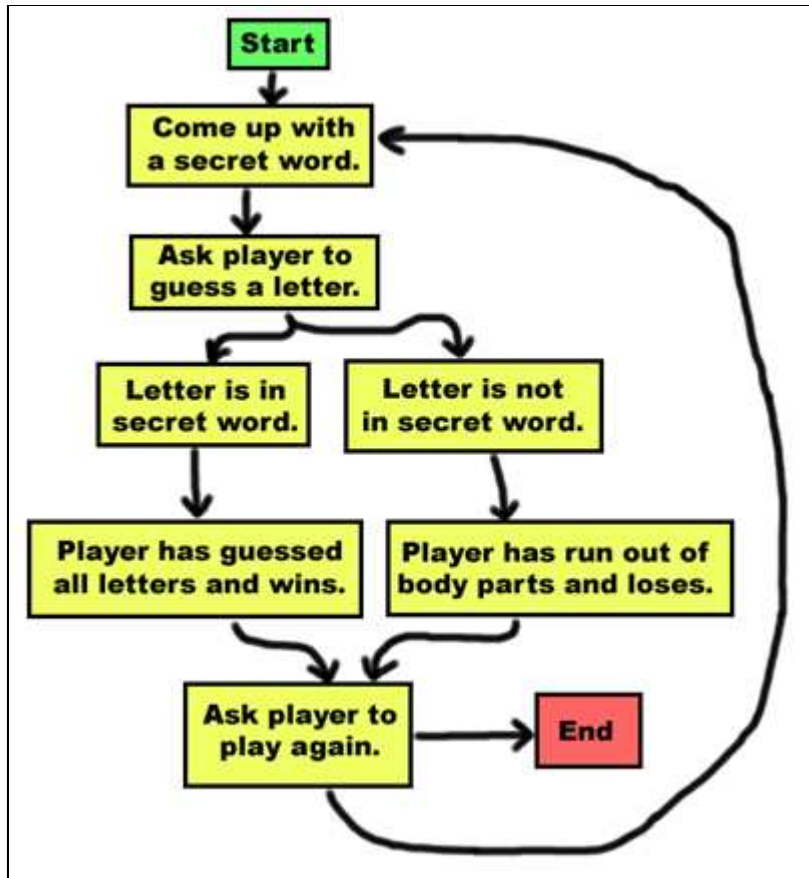 Start
Come up with
a secret word.
Ask player to
guess a letter.
Letter is in
secret word.
Letter is not
in secret word.
Player has guessed
all letters and wins.
Player has run out of
body parts and loses.
Ask player to
play again.
End